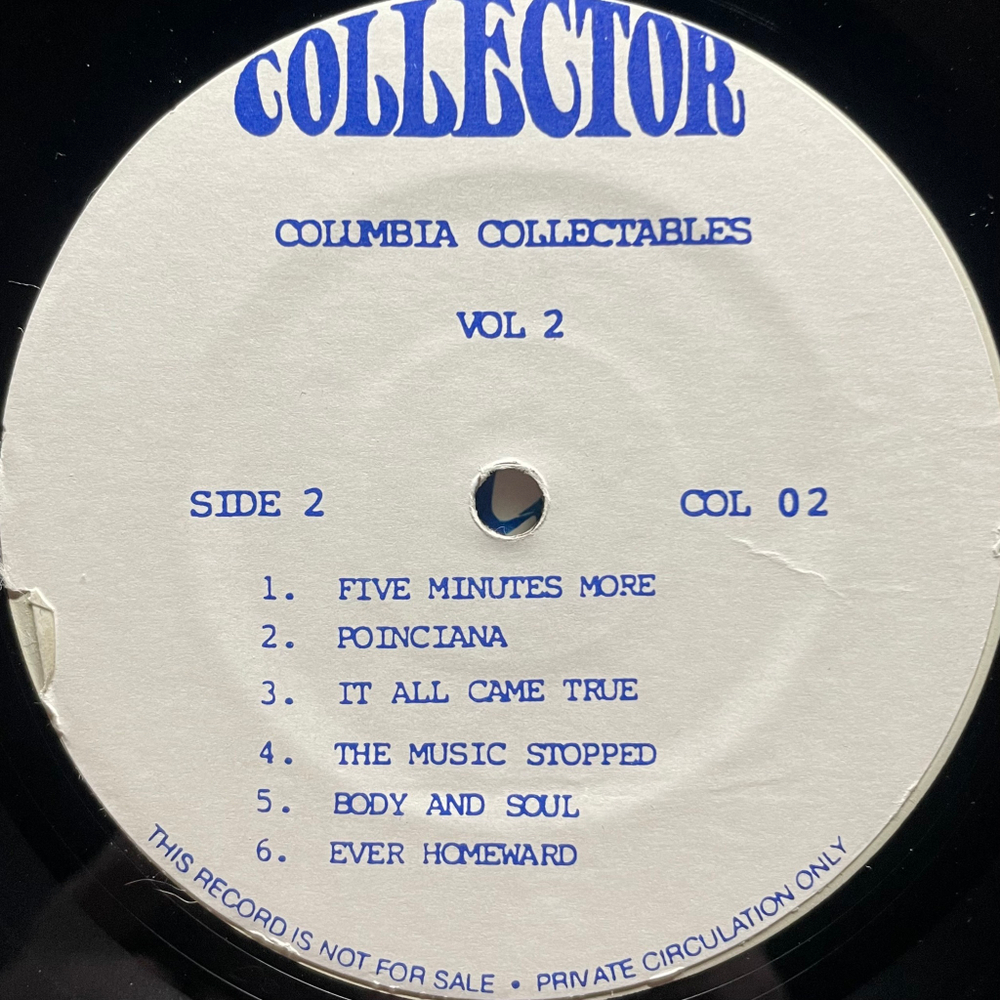 COLLECTOR
COLUMBIA COLLECTABLES
VOL 2
SIDE 2
COL 02
1. FIVE MINUTES MORE
2. POINCIANA
3. IT ALL CAME TRUE
4. THE MUSIC STOPPED
5. BODY AND SOUL
6. EVER HOMEWARD
THIS RECORD IS NOT FOR SALE • PRIVATE CIRCULATION ONLY